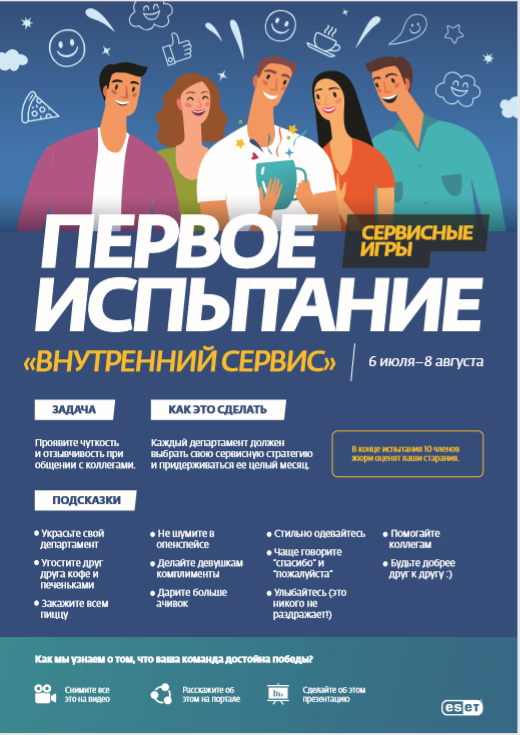 ПЕРВОЕ
СЕРВИСНЫЕ
ИГРЫ
ИСПЫТАНИЕ
«ВНУТРЕННИЙ СЕРВИС»
6 июля–8 августа
ЗАДАЧА
Проявите чуткость
и отзывчивость при
общении с коллегами.
КАК ЭТО СДЕЛАТЬ
Каждый департамент должен
выбрать свою сервисную стратегию
и придерживаться ее целый месяц.
В конце испытания 10 членов
жюри оценят ваши старания.
ПОДСКАЗКИ
• Украсьте свой
департамент
• Угостите друг
друга кофе и
печеньками
• Закажите всем
пиццу
• Не шумите в
опенспейсе
• Делайте девушкам
комплименты
• Дарите больше
ачивок
• Стильно одевайтесь
• Чаще говорите
"спасибо" и
"пожалуйста"
• Улыбайтесь (это
никого не
раздражает!)
• Помогайте
коллегам
• Будьте добрее
друг к другу :)
Как мы узнаем о том, что ваша команда достойна победы?
Снимите все
это на видео
Расскажите об
этом на портале
Сделайте об этом
презентацию
eset